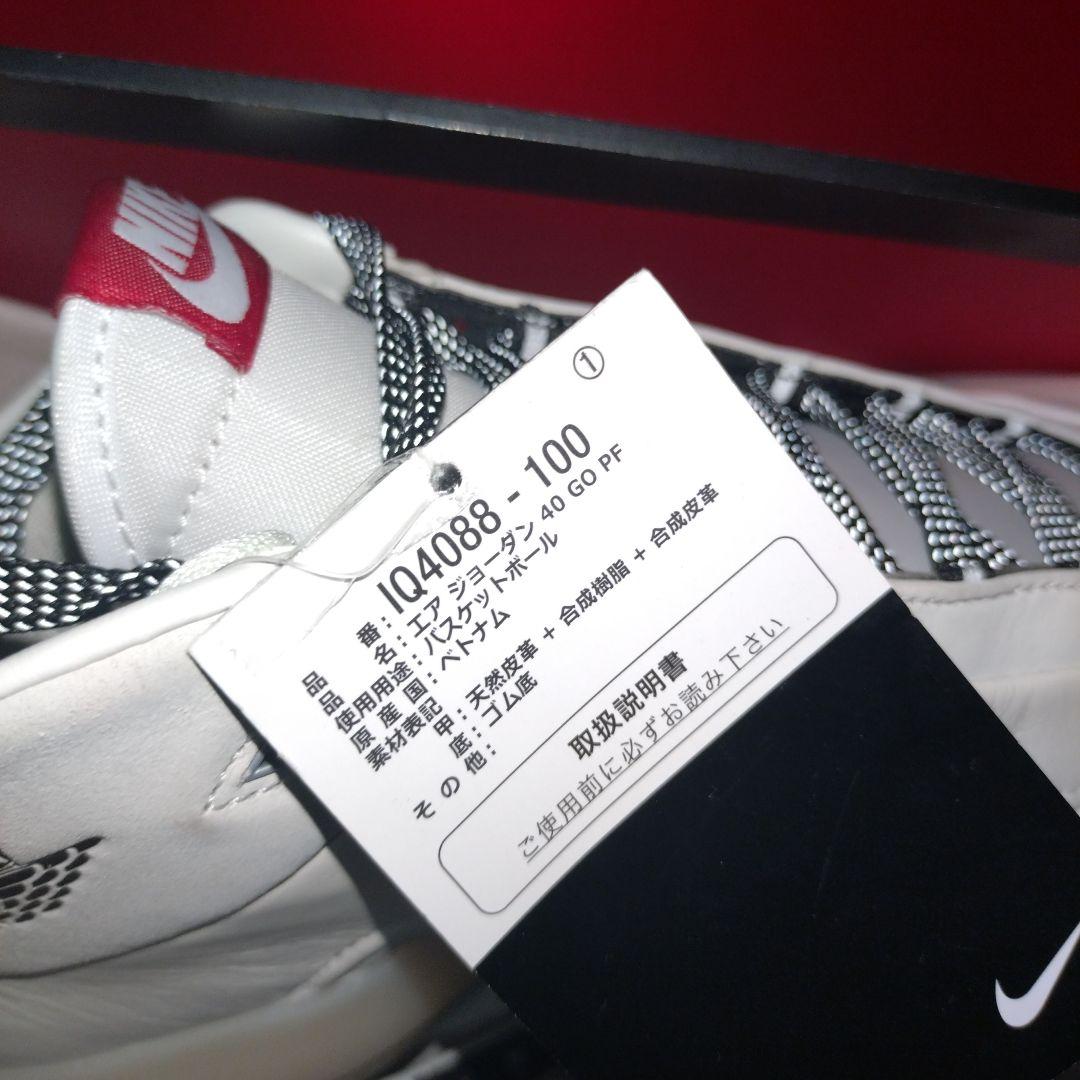 NIKE
①
品　　番：IQ4088 - 100
品　　名：エア ジョーダン 40 GO PF
使用用途：バスケットボール
原 産 国：ベトナム
素材表記　甲：天然皮革 + 合成樹脂 + 合成皮革
底：ゴム底
そ の 他：
取扱説明書
ご使用前に必ずお読み下さい